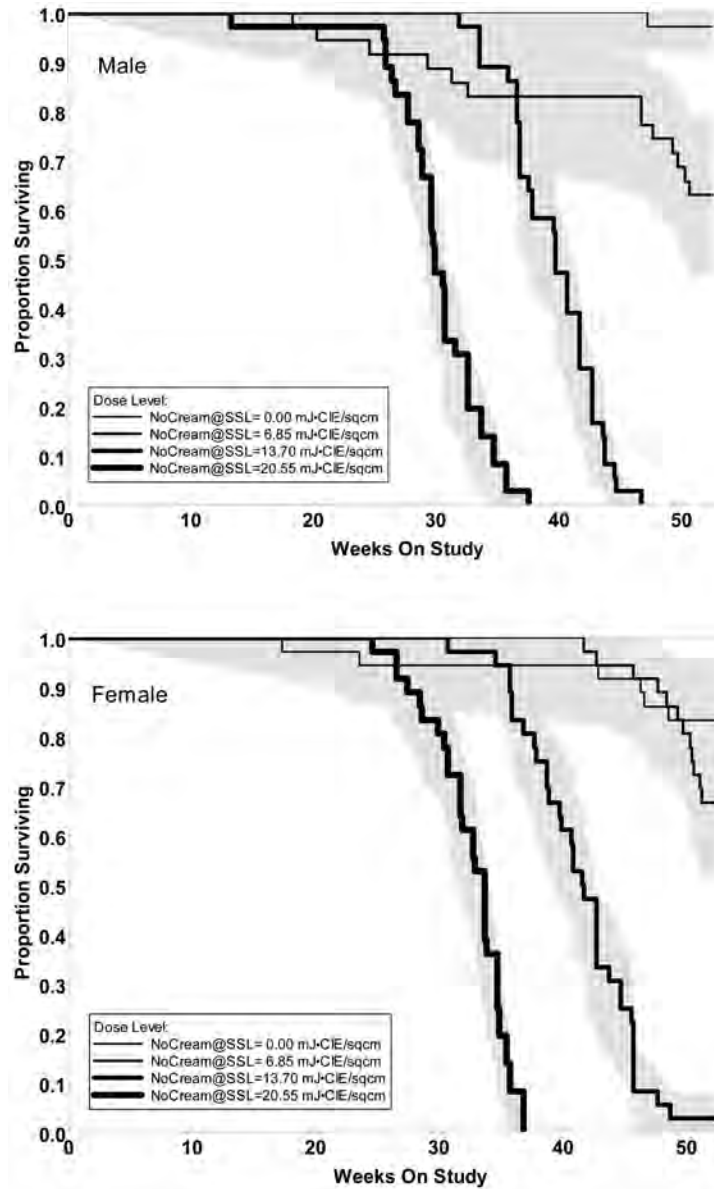 1.0
0.9
0.8
0.7
0.6
0.5
0.4
0.3
0.2
0.1
0.0
Proportion Surviving
Male
Dose Level:
NoCream@SSL= 0.00 mJ•CIE/sqcm
NoCream@SSL= 6.85 mJ•CIE/sqcm
NoCream@SSL=13.70 mJ•CIE/sqcm
NoCream@SSL=20.55 mJ•CIE/sqcm
0 10 20 30 40 50
Weeks On Study
1.0
0.9
0.8
0.7
0.6
0.5
0.4
0.3
0.2
0.1
0.0
Proportion Surviving
Female
Dose Level:
NoCream@SSL= 0.00 mJ•CIE/sqcm
NoCream@SSL= 6.85 mJ•CIE/sqcm
NoCream@SSL=13.70 mJ•CIE/sqcm
NoCream@SSL=20.55 mJ•CIE/sqcm
0 10 20 30 40 50
Weeks On Study